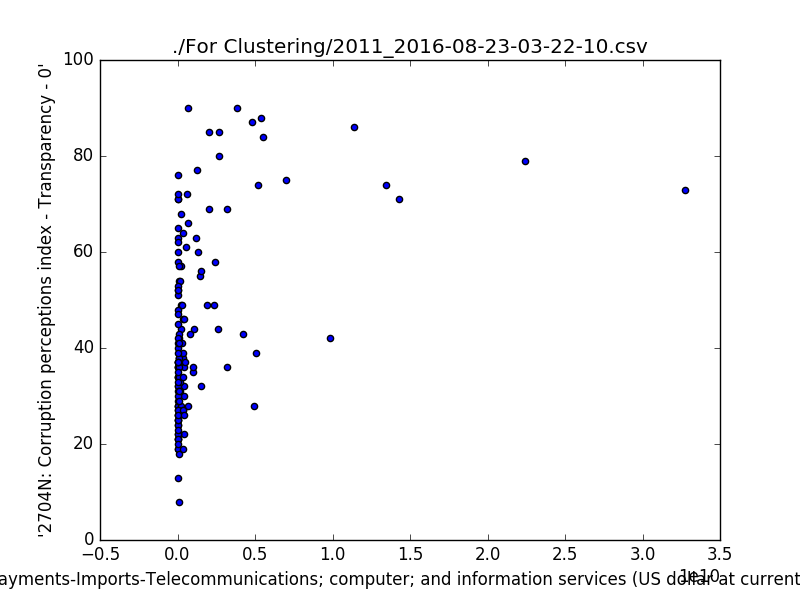 ./For Clustering/2011_2016-08-23-03-22-10.csv
100
80
60
40
20
0
'2704N: Corruption perceptions index - Transparency - 0'
−0.5 0.0 0.5 1.0 1.5 2.0 2.5 3.0 3.5
1e10
ayments-Imports-Telecommunications; computer; and information services (US dollar at current